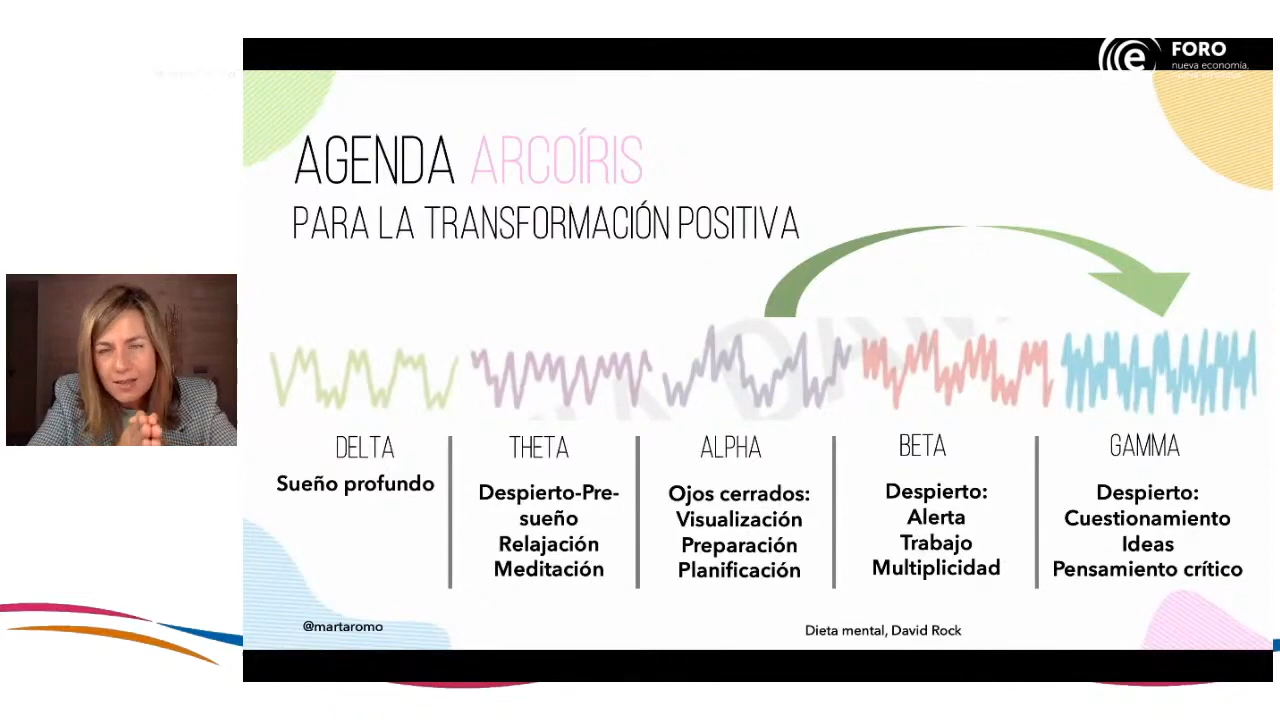 FORO
nueva economía,
AGENDA ARCOÍRIS
PARA LA TRANSFORMACIÓN POSITIVA
DELTA
Sueño profundo
THETA
Despierto-Pre-
sueño
Relajación
Meditación
ALPHA
Ojos cerrados:
Visualización
Preparación
Planificación
BETA
Despierto:
Alerta
Trabajo
Multiplicidad
GAMMA
Despierto:
Cuestionamiento
Ideas
Pensamiento crítico
@martaromo
Dieta mental, David Rock